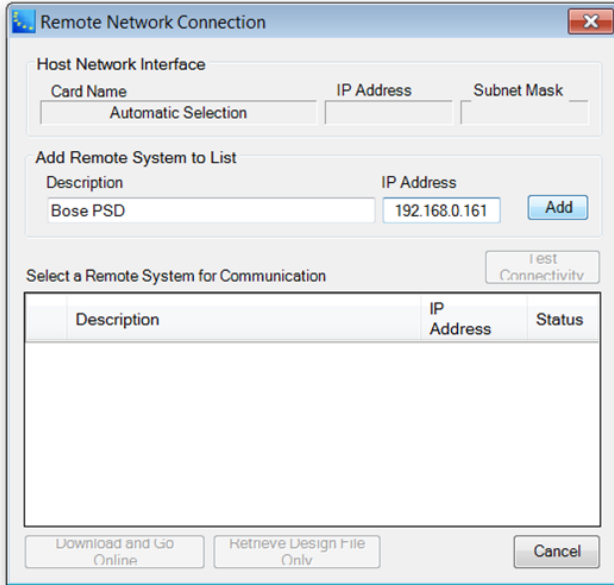 Remote Network Connection
Host Network Interface
Card Name IP Address Subnet Mask
Automatic Selection
Add Remote System to List
Description IP Address
Bose PSD 192.168.0.161 Add
Test
Connectivity
Select a Remote System for Communication
Description IP
Address Status
Download and Go
Online
Retrieve Design File
Only
Cancel